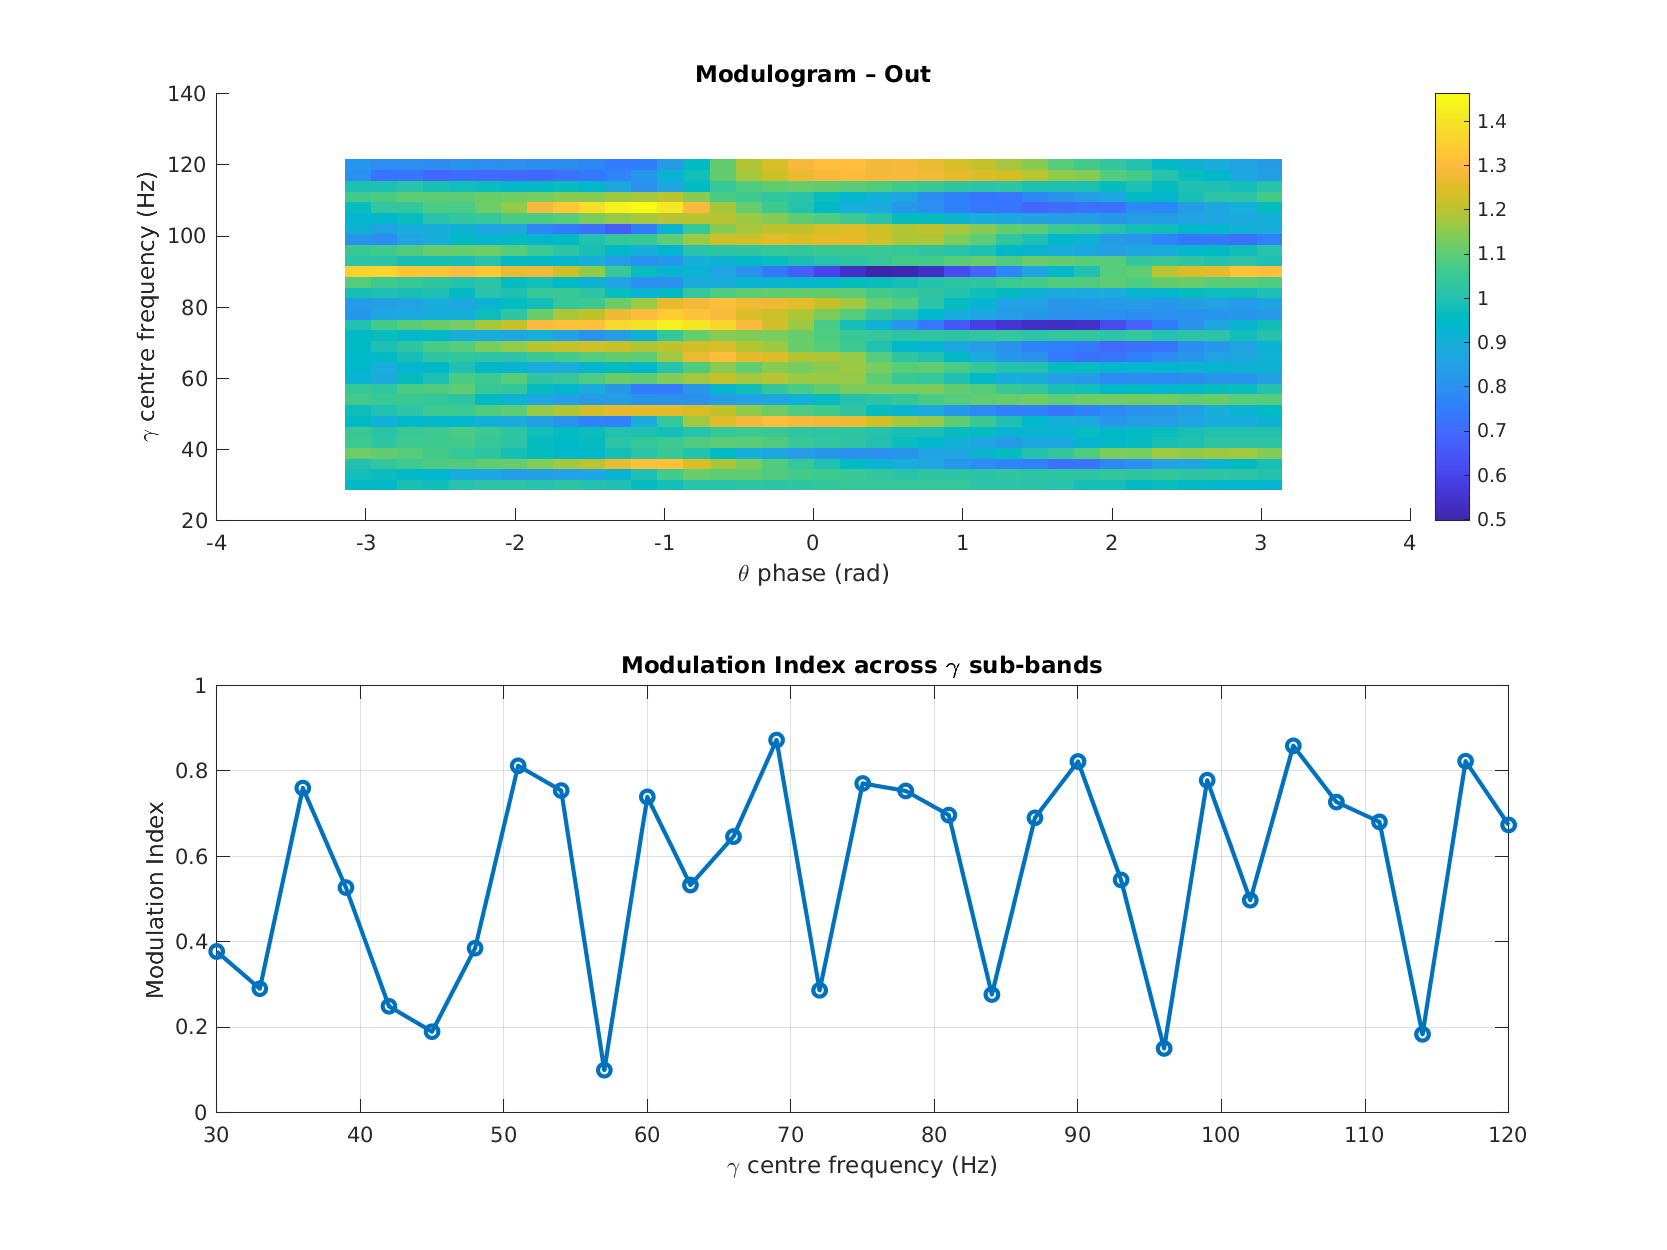 Modulogram – Out
140
120
100
80
60
40
20
γ centre frequency (Hz)
-4 -3 -2 -1 0 1 2 3 4
θ phase (rad)
1.4
1.3
1.2
1.1
1
0.9
0.8
0.7
0.6
0.5
Modulation Index across γ sub-bands
1
0.8
0.6
0.4
0.2
0
Modulation Index
30 40 50 60 70 80 90 100 110 120
γ centre frequency (Hz)